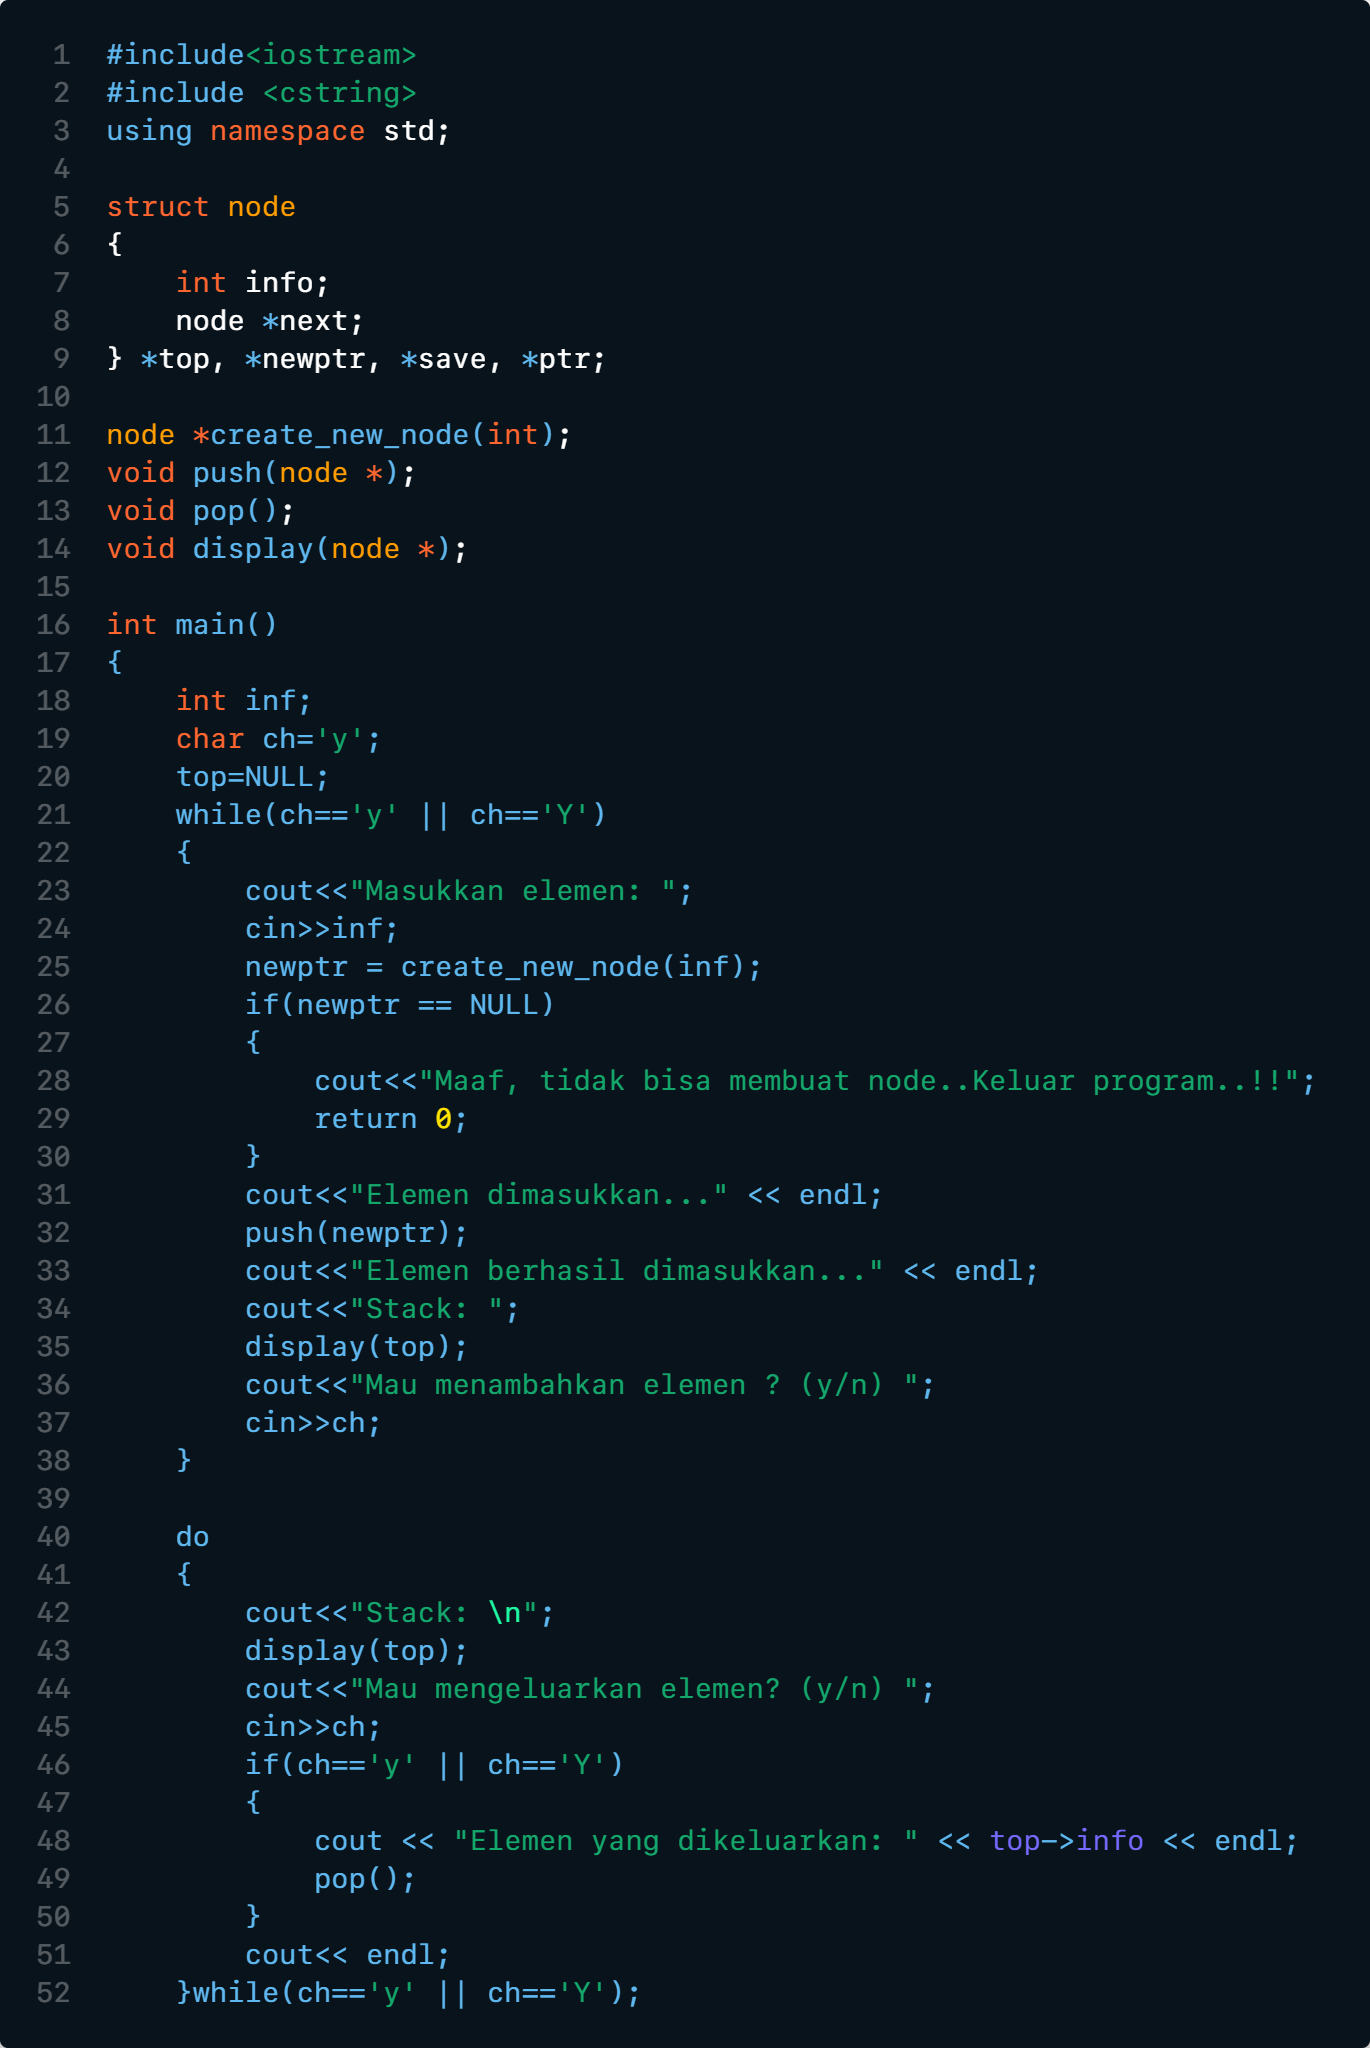 1 #include<iostream>
2 #include <cstring>
3 using namespace std;
4
5 struct node
6 {
7     int info;
8     node *next;
9 } *top, *newptr, *save, *ptr;
10
11 node *create_new_node(int);
12 void push(node *);
13 void pop();
14 void display(node *);
15
16 int main()
17 {
18     int inf;
19     char ch='y';
20     top=NULL;
21     while(ch=='y' || ch=='Y')
22     {
23         cout<<"Masukkan elemen: ";
24         cin>>inf;
25         newptr = create_new_node(inf);
26         if(newptr == NULL)
27         {
28             cout<<"Maaf, tidak bisa membuat node..Keluar program..!!";
29             return 0;
30         }
31         cout<<"Elemen dimasukkan..." << endl;
32         push(newptr);
33         cout<<"Elemen berhasil dimasukkan..." << endl;
34         cout<<"Stack: ";
35         display(top);
36         cout<<"Mau menambahkan elemen ? (y/n) ";
37         cin>>ch;
38     }
39
40     do
41     {
42         cout<<"Stack: \n";
43         display(top);
44         cout<<"Mau mengeluarkan elemen? (y/n) ";
45         cin>>ch;
46         if(ch=='y' || ch=='Y')
47         {
48             cout << "Elemen yang dikeluarkan: " << top->info << endl;
49             pop();
50         }
51         cout<< endl;
52     }while(ch=='y' || ch=='Y');